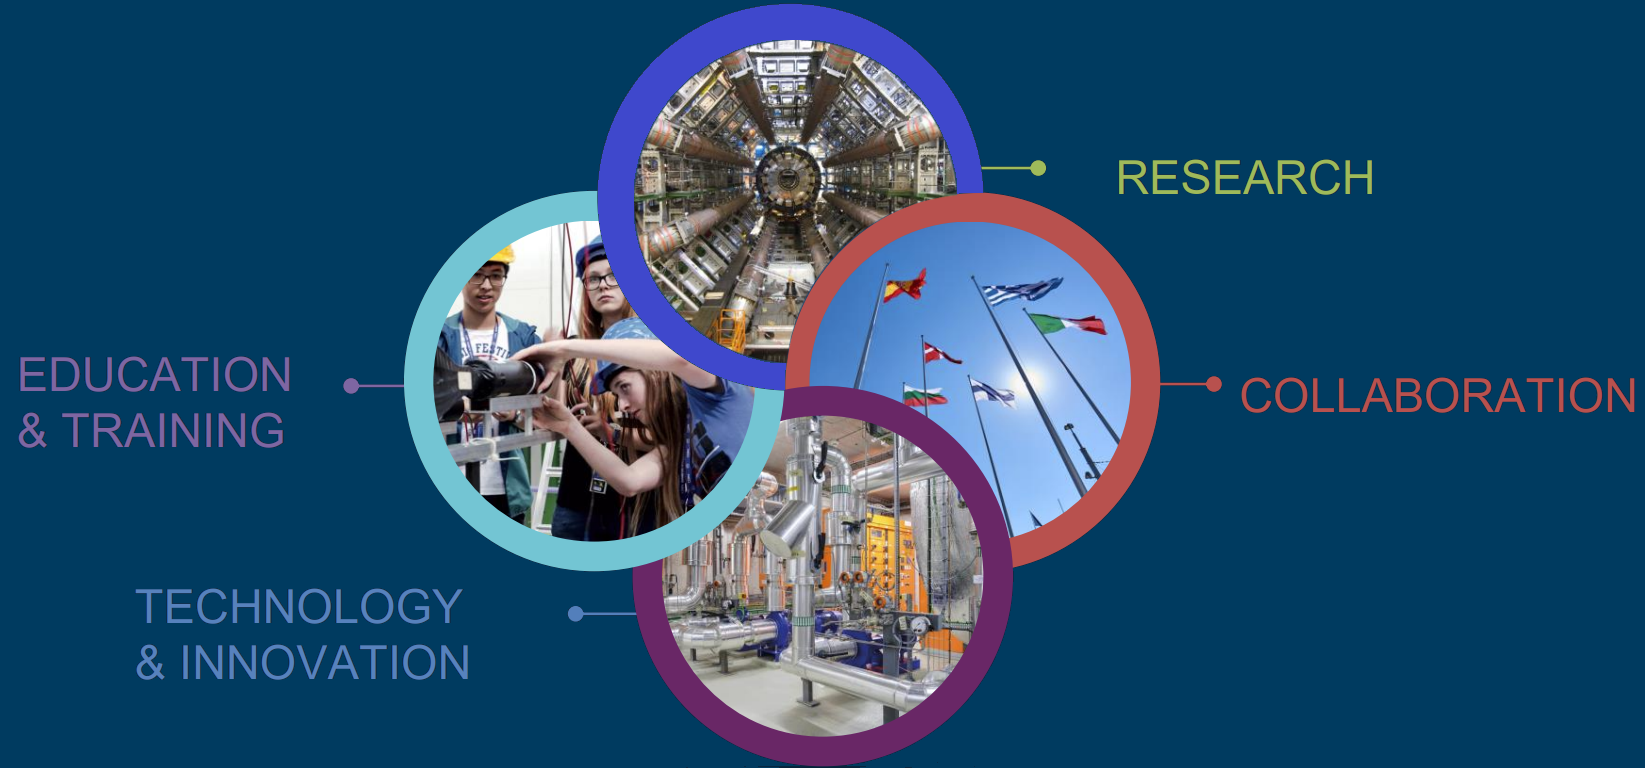 RESEARCH
EDUCATION
& TRAINING
COLLABORATION
TECHNOLOGY
& INNOVATION